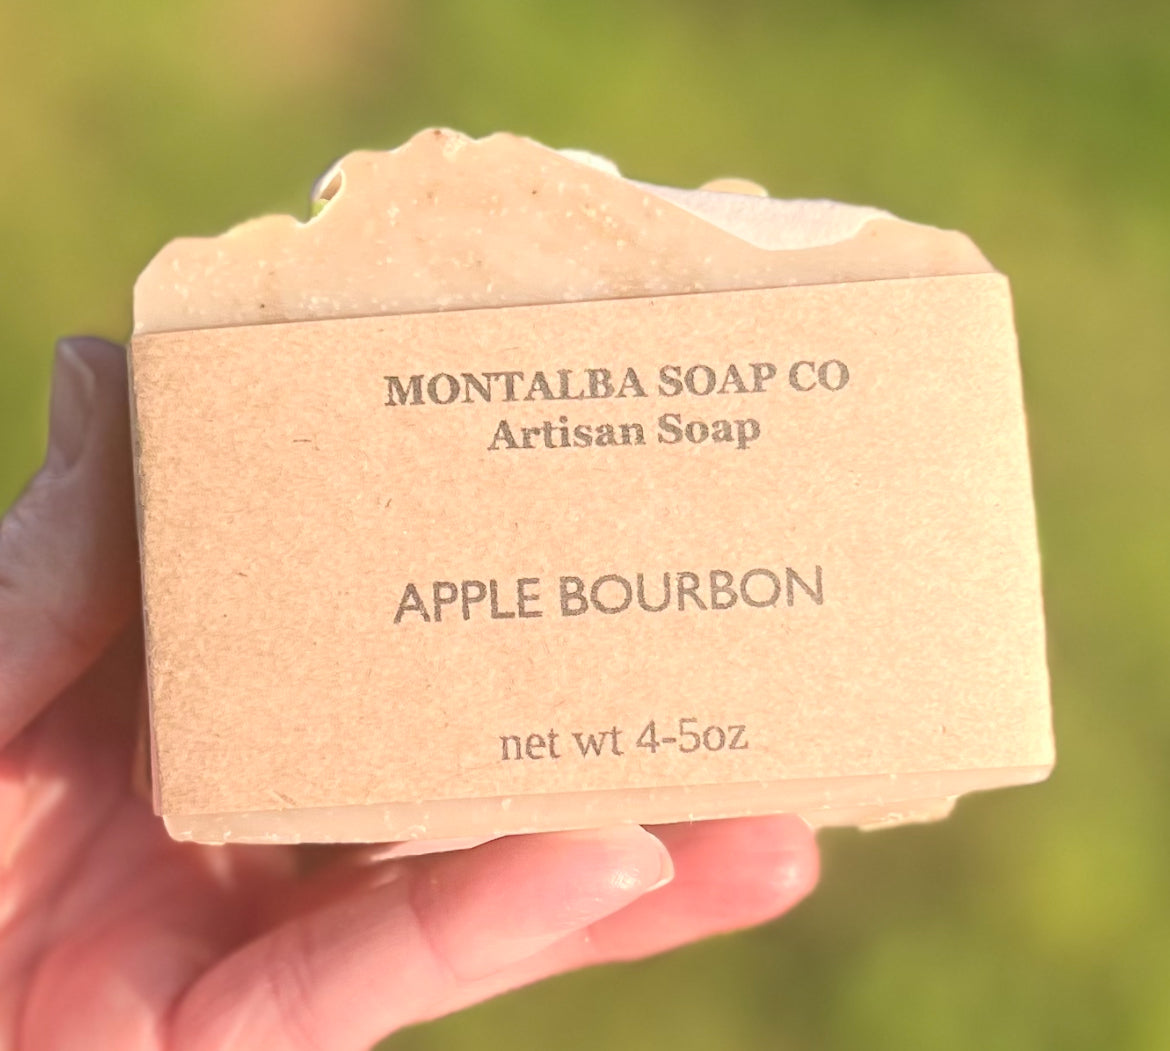 MONTALBA SOAP CO
Artisan Soap
APPLE BOURBON
net wt 4-5oz